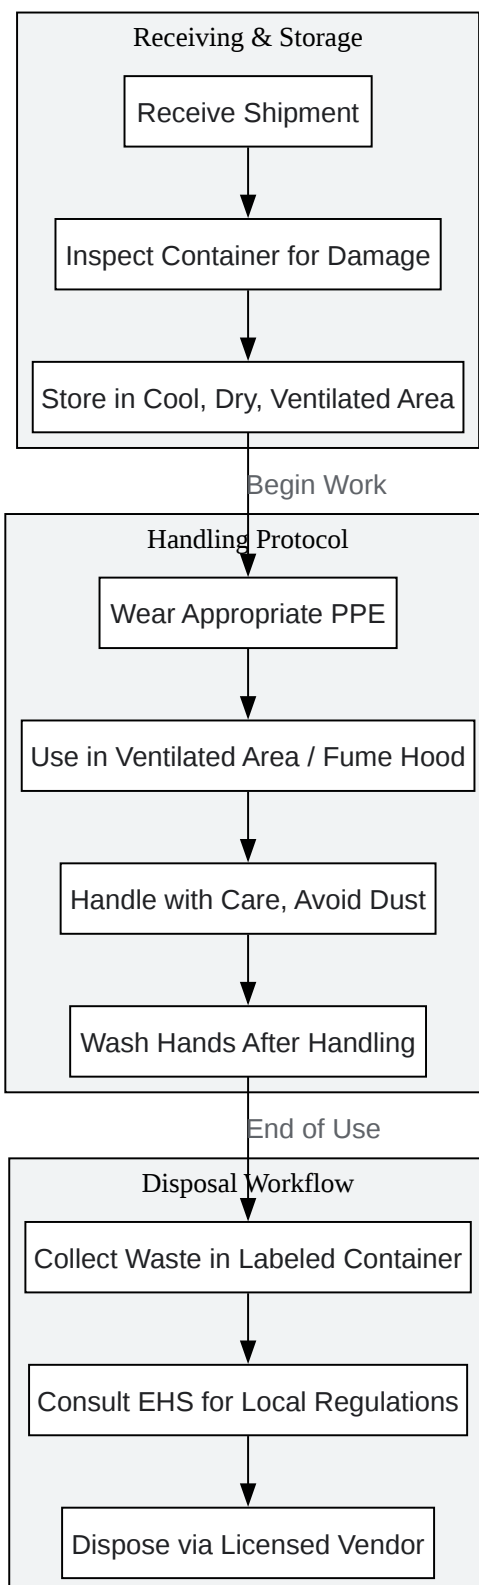 Receiving & Storage
Receive Shipment
Inspect Container for Damage
Store in Cool, Dry, Ventilated Area
Begin Work
Handling Protocol
Wear Appropriate PPE
Use in Ventilated Area / Fume Hood
Handle with Care, Avoid Dust
Wash Hands After Handling
End of Use
Disposal Workflow
Collect Waste in Labeled Container
Consult EHS for Local Regulations
Dispose via Licensed Vendor